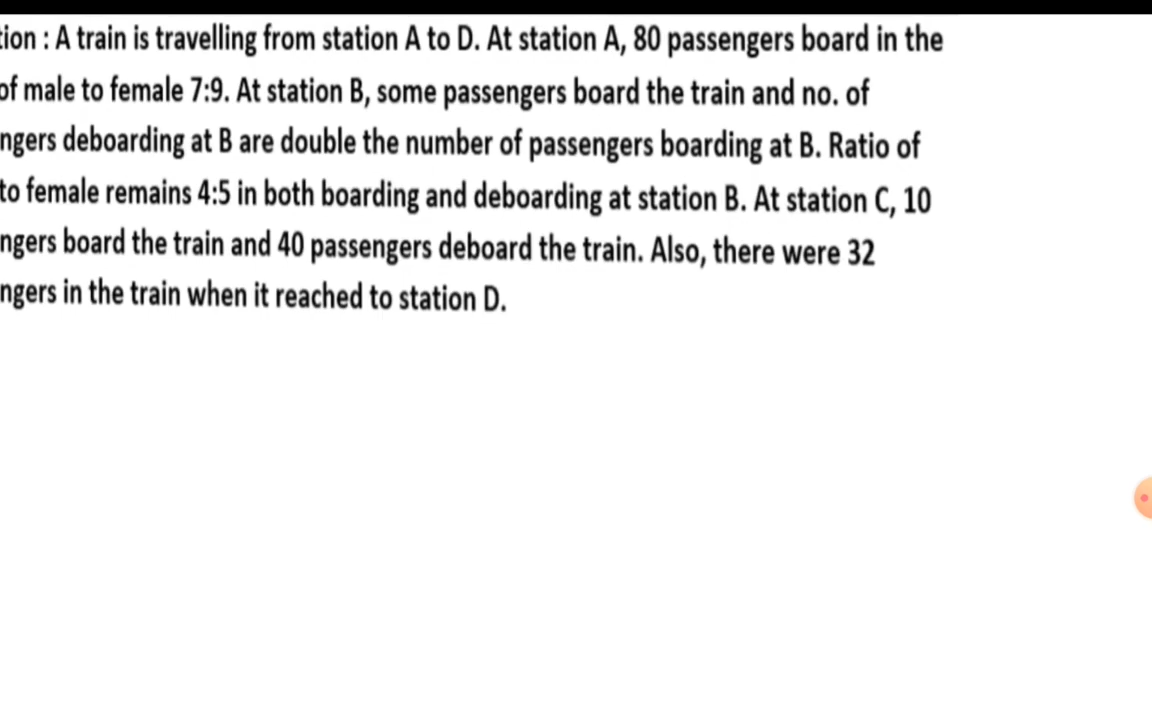 tion : A train is travelling from station A to D. At station A, 80 passengers board in the
of male to female 7:9. At station B, some passengers board the train and no. of
ngers deboarding at B are double the number of passengers boarding at B. Ratio of
to female remains 4:5 in both boarding and deboarding at station B. At station C, 10
ngers board the train and 40 passengers deboard the train. Also, there were 32
ngers in the train when it reached to station D.